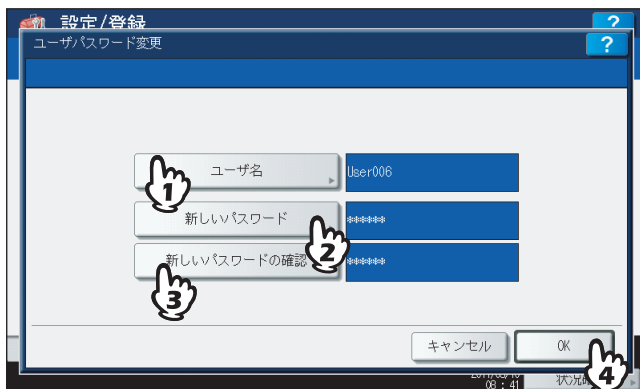 設定/登録
?
ユーザパスワード変更
?
ユーザ名
User006
1
新しいパスワード
******
2
新しいパスワードの確認
******
3
キャンセル
OK
4
08:41
状況